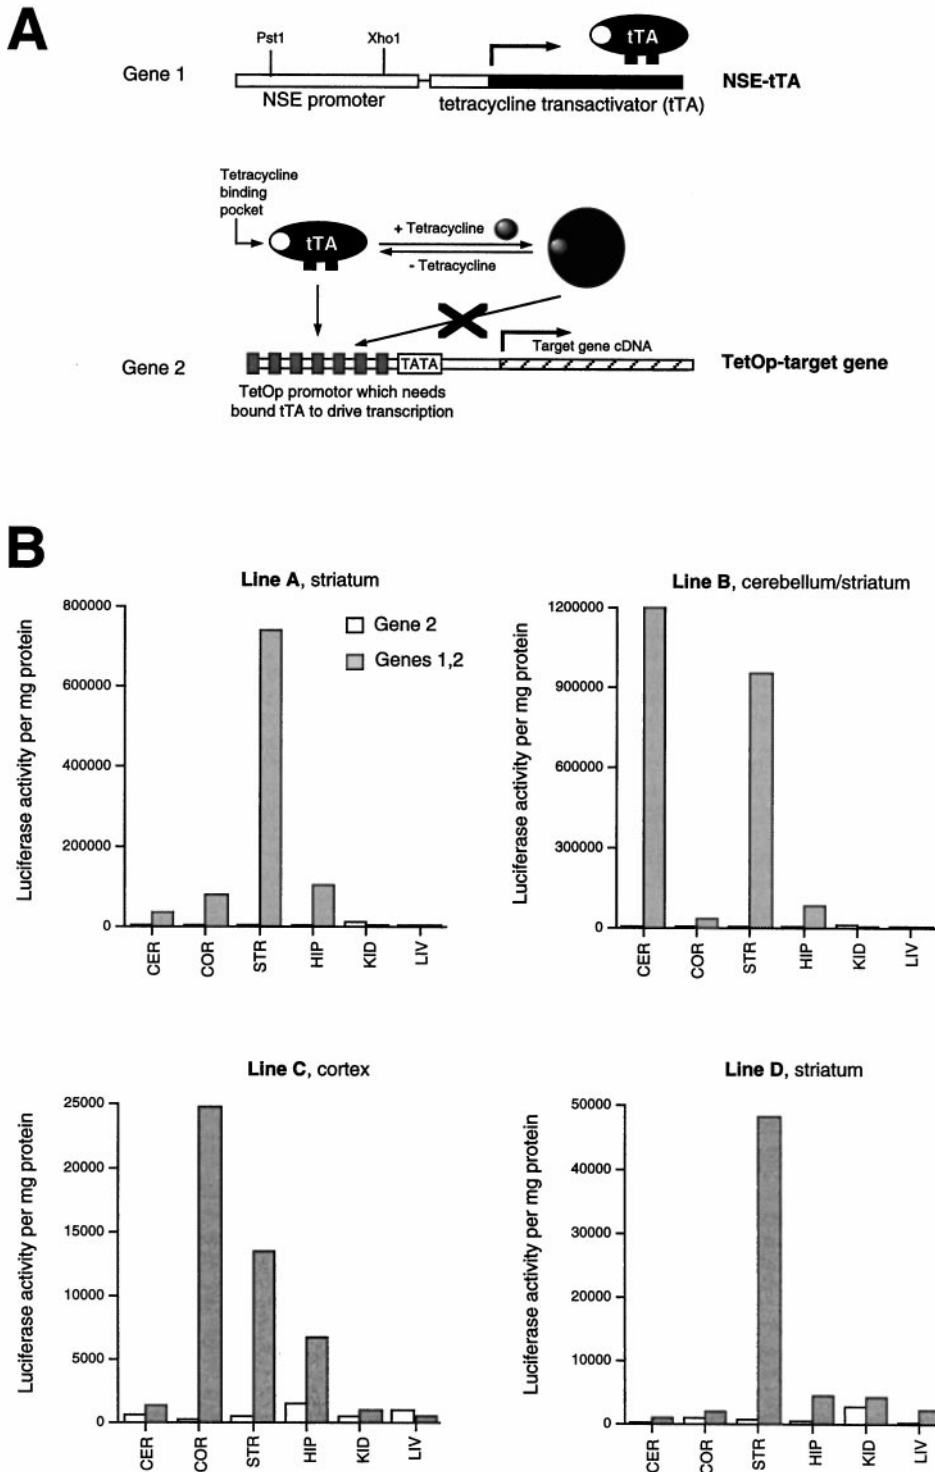 A
Pst1
Xho1
tTA
Gene 1
NSE-tTA
NSE promoter
tetracycline transactivator (tTA)
Tetracycline
binding
pocket
tTA
+ Tetracycline
- Tetracycline
Gene 2
TATA
Target gene cDNA
TetOp-target gene
TetOp promotor which needs
bound tTA to drive transcription
B
Line A, striatum
Luciferase activity per mg protein
800000
600000
400000
200000
0
Gene 2
Genes 1,2
CER
COR
STR
HIP
KID
LIV
Line B, cerebellum/striatum
Luciferase activity per mg protein
1200000
900000
600000
300000
0
CER
COR
STR
HIP
KID
LIV
Line C, cortex
Luciferase activity per mg protein
25000
20000
15000
10000
5000
0
CER
COR
STR
HIP
KID
LIV
Line D, striatum
Luciferase activity per mg protein
50000
40000
30000
20000
10000
0
CER
COR
STR
HIP
KID
LIV